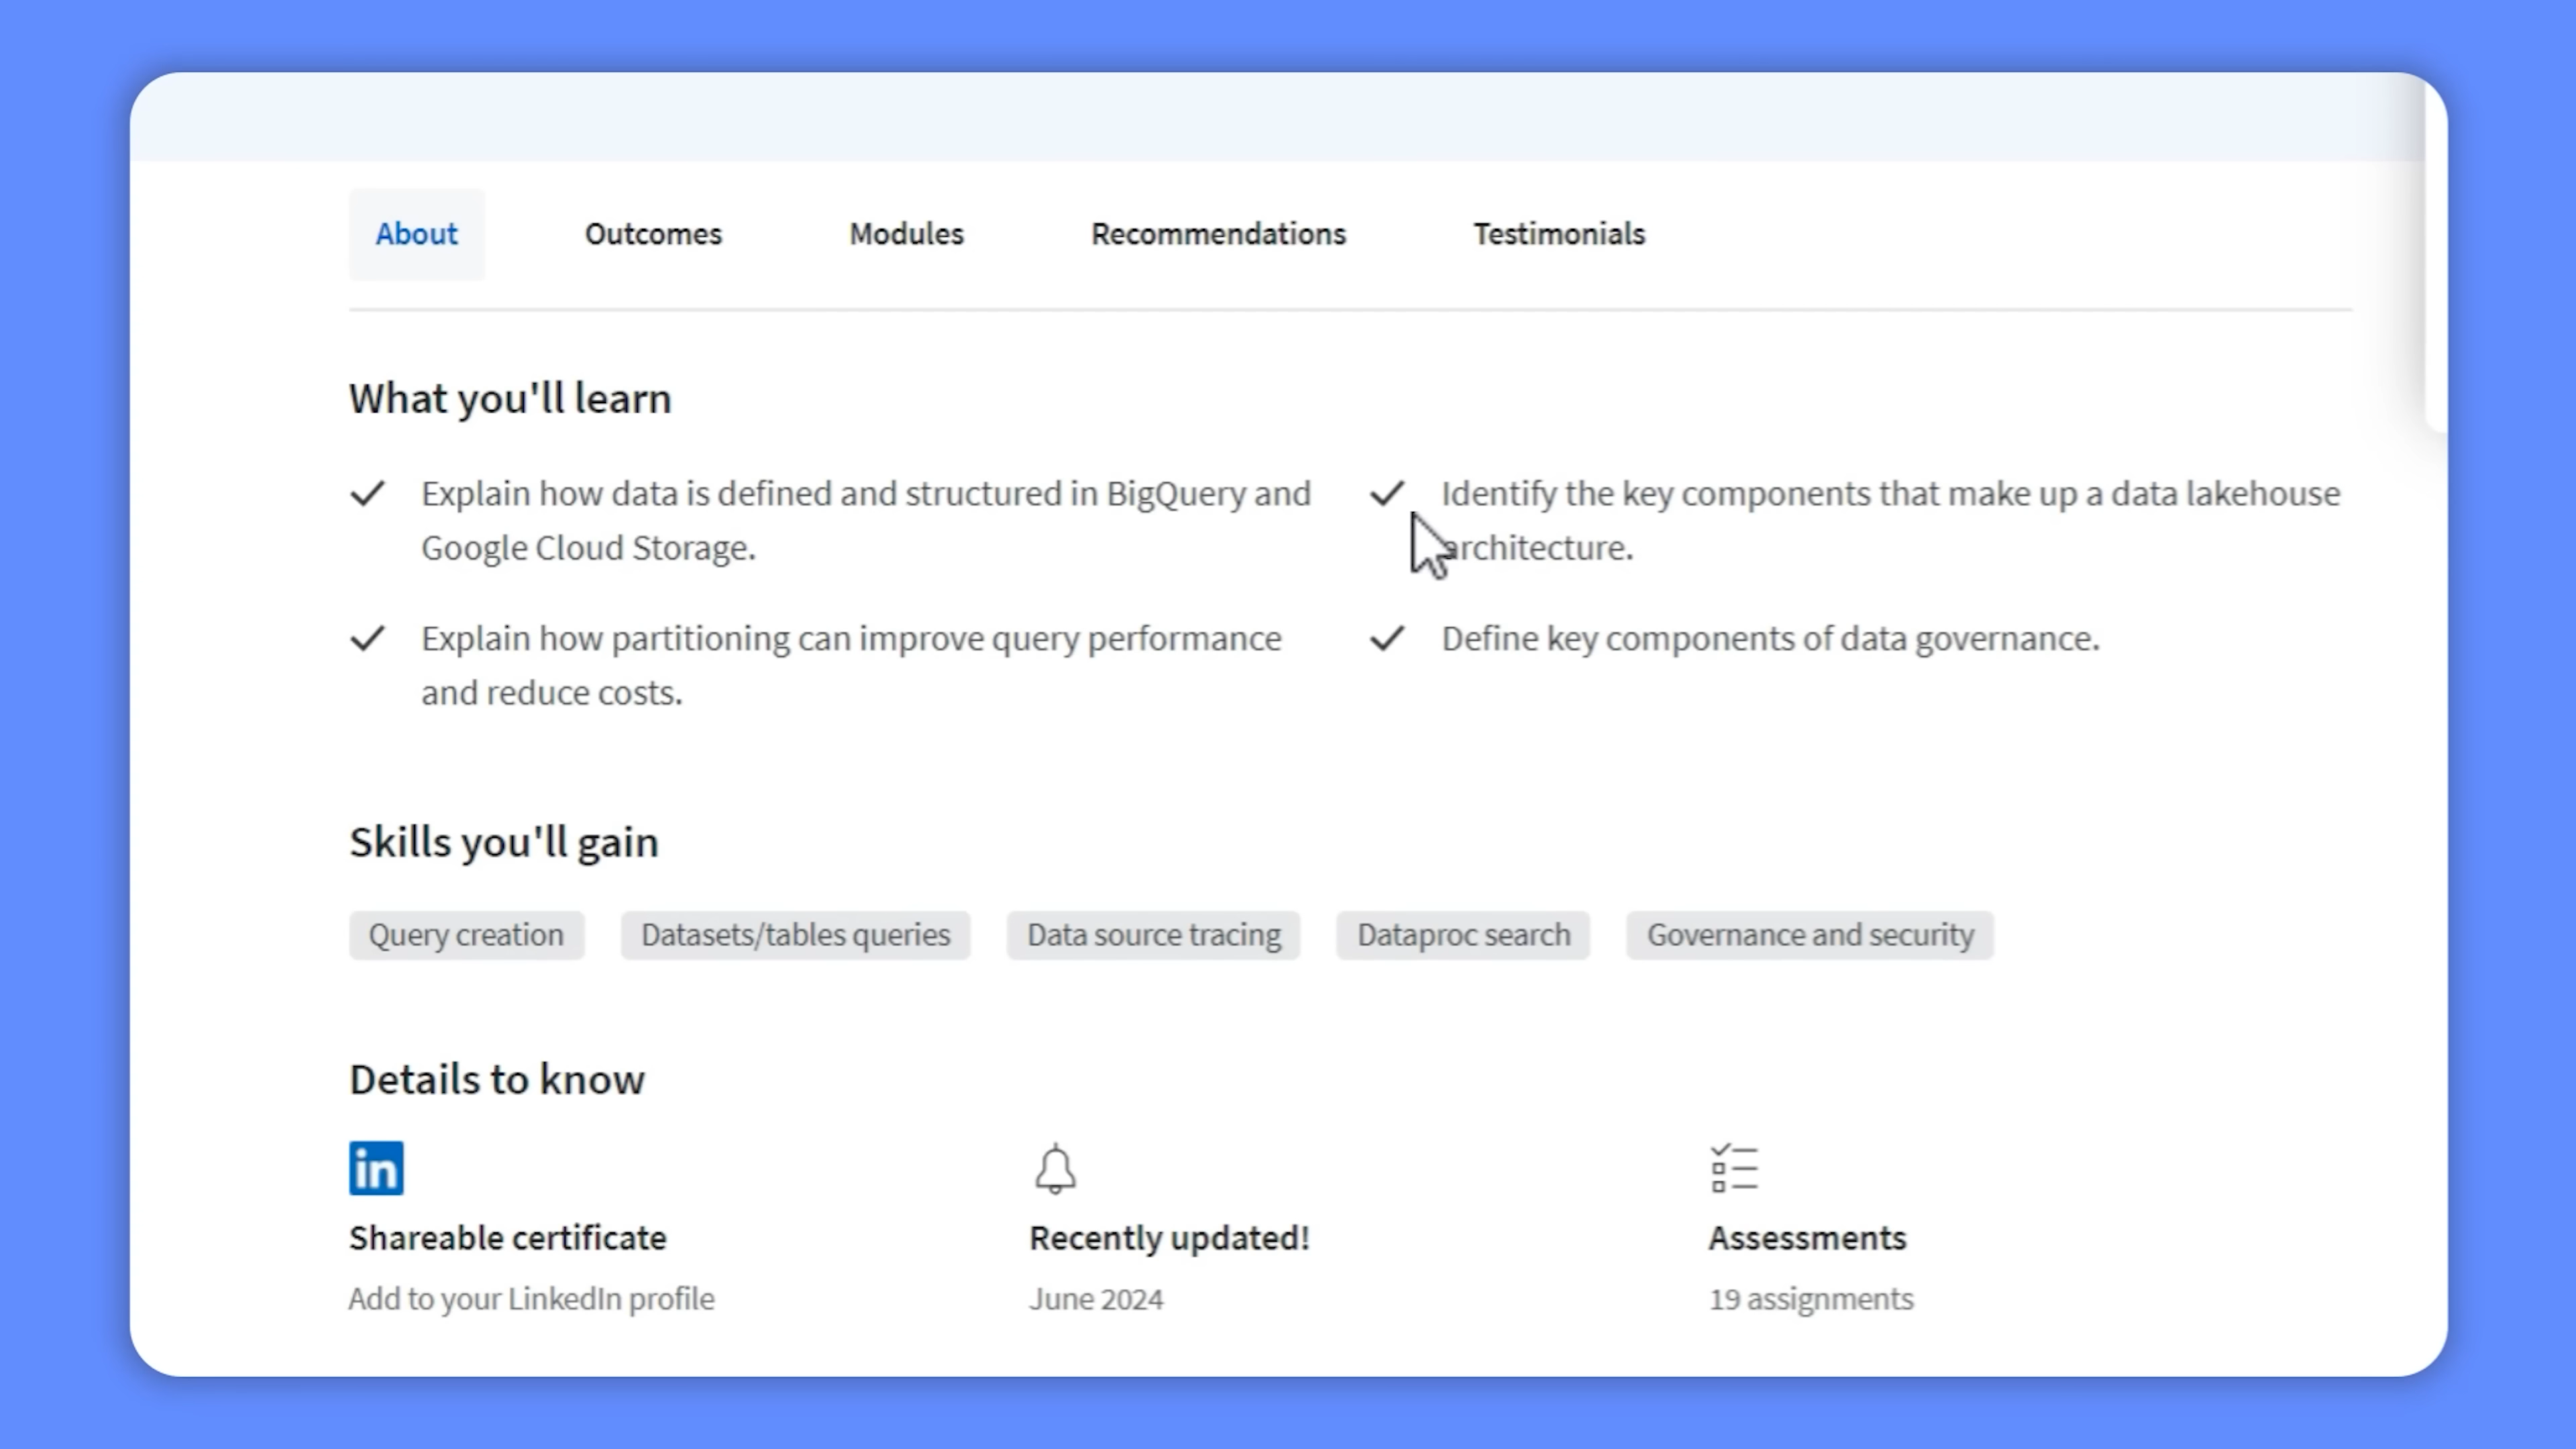 About
Outcomes
Modules
Recommendations
Testimonials
What you'll learn
Explain how data is defined and structured in BigQuery and
Google Cloud Storage.
Identify the key components that make up a data lakehouse
architecture.
Explain how partitioning can improve query performance
and reduce costs.
Define key components of data governance.
Skills you'll gain
Query creation
Datasets/tables queries
Data source tracing
Dataproc search
Governance and security
Details to know
in
Shareable certificate
Add to your LinkedIn profile
Recently updated!
June 2024
Assessments
19 assignments